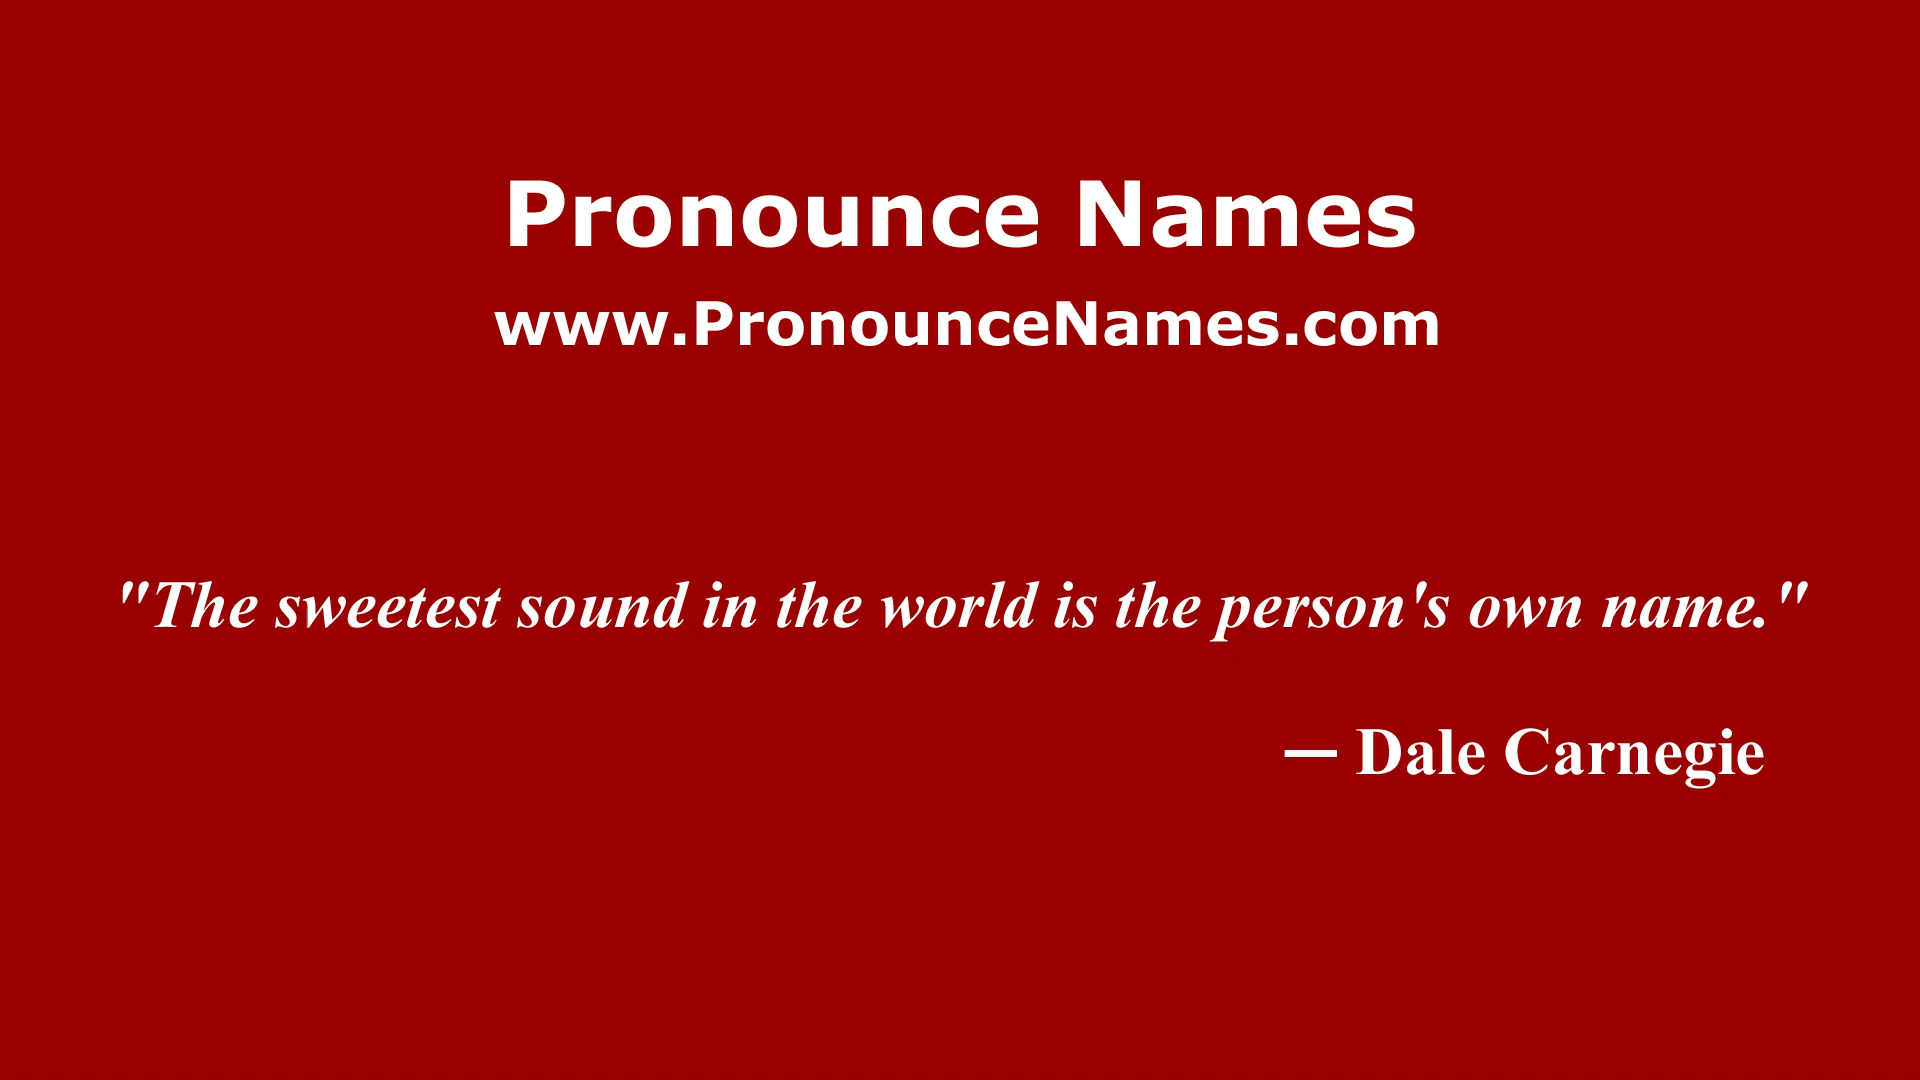 Pronounce Names
www.PronounceNames.com
"The sweetest sound in the world is the person's own name."
— Dale Carnegie